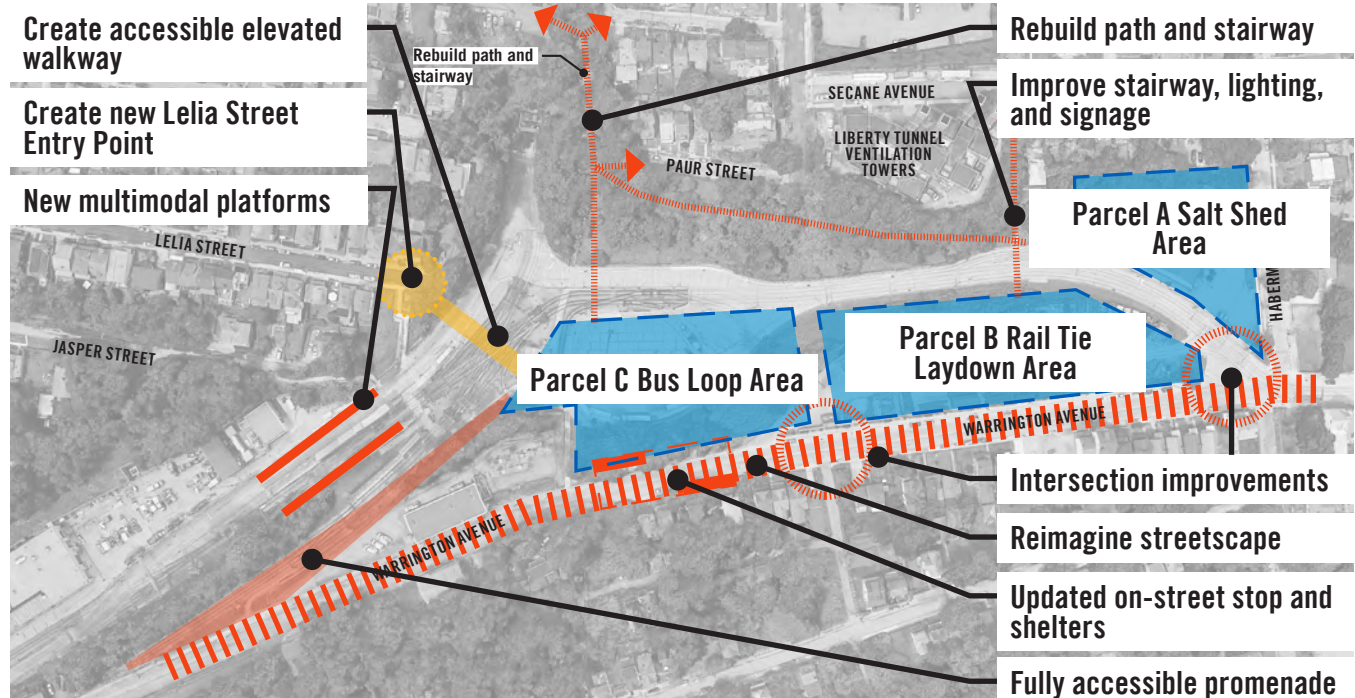 Create accessible elevated
walkway
Create new Lelia Street
Entry Point
New multimodal platforms
Rebuild path and
stairway
Rebuild path and stairway
Improve stairway, lighting,
and signage
SECANE AVENUE
LIBERTY TUNNEL
VENTILATION
TOWERS
PAUR STREET
LELIA STREET
JASPER STREET
Parcel A Salt Shed
Area
HABERM
Parcel B Rail Tie
Laydown Area
Parcel C Bus Loop Area
WARRINGTON AVENUE
WARRINGTON AVENUE
Intersection improvements
Reimagine streetscape
Updated on-street stop and
shelters
Fully accessible promenade